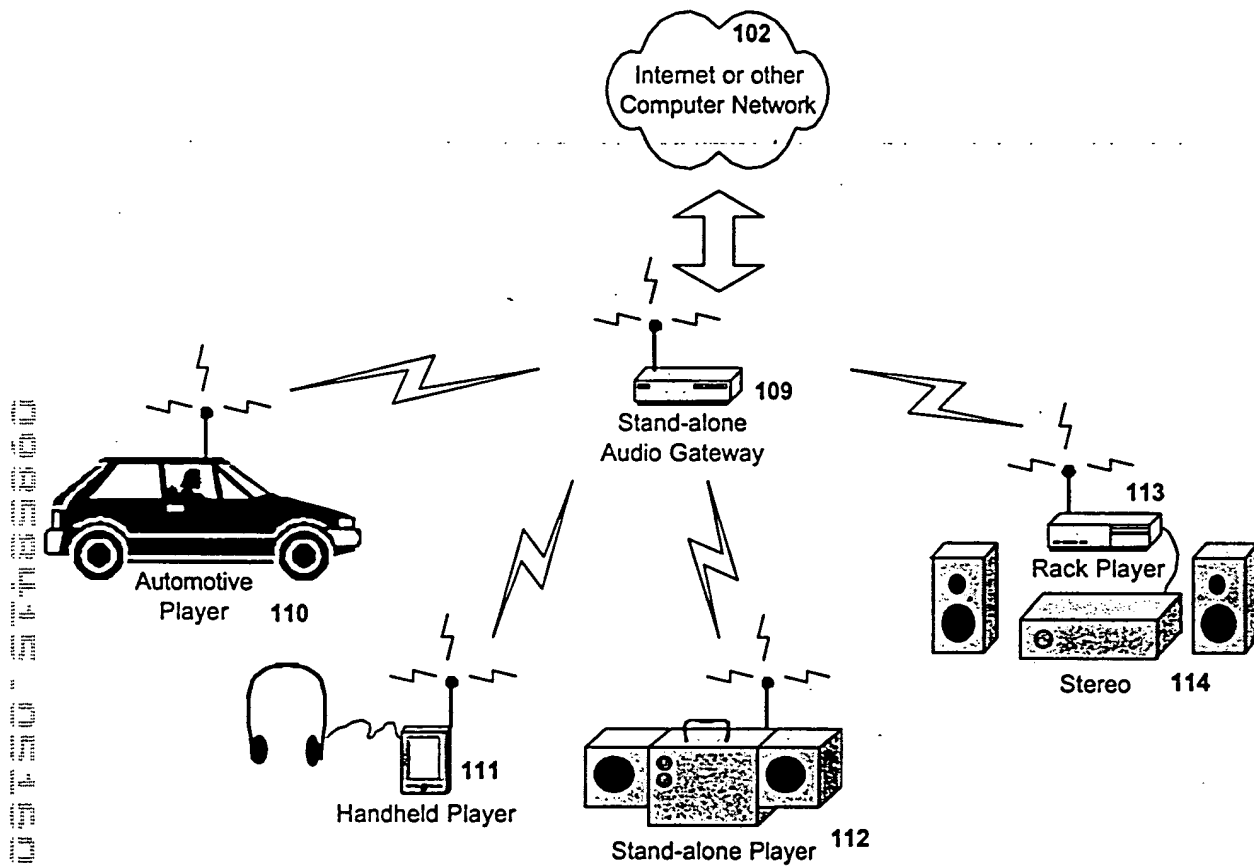 102
Internet or other
Computer Network
109
Stand-alone
Audio Gateway
113
Rack Player
Automotive
Player
110
Stereo
114
111
Handheld Player
112
Stand-alone Player